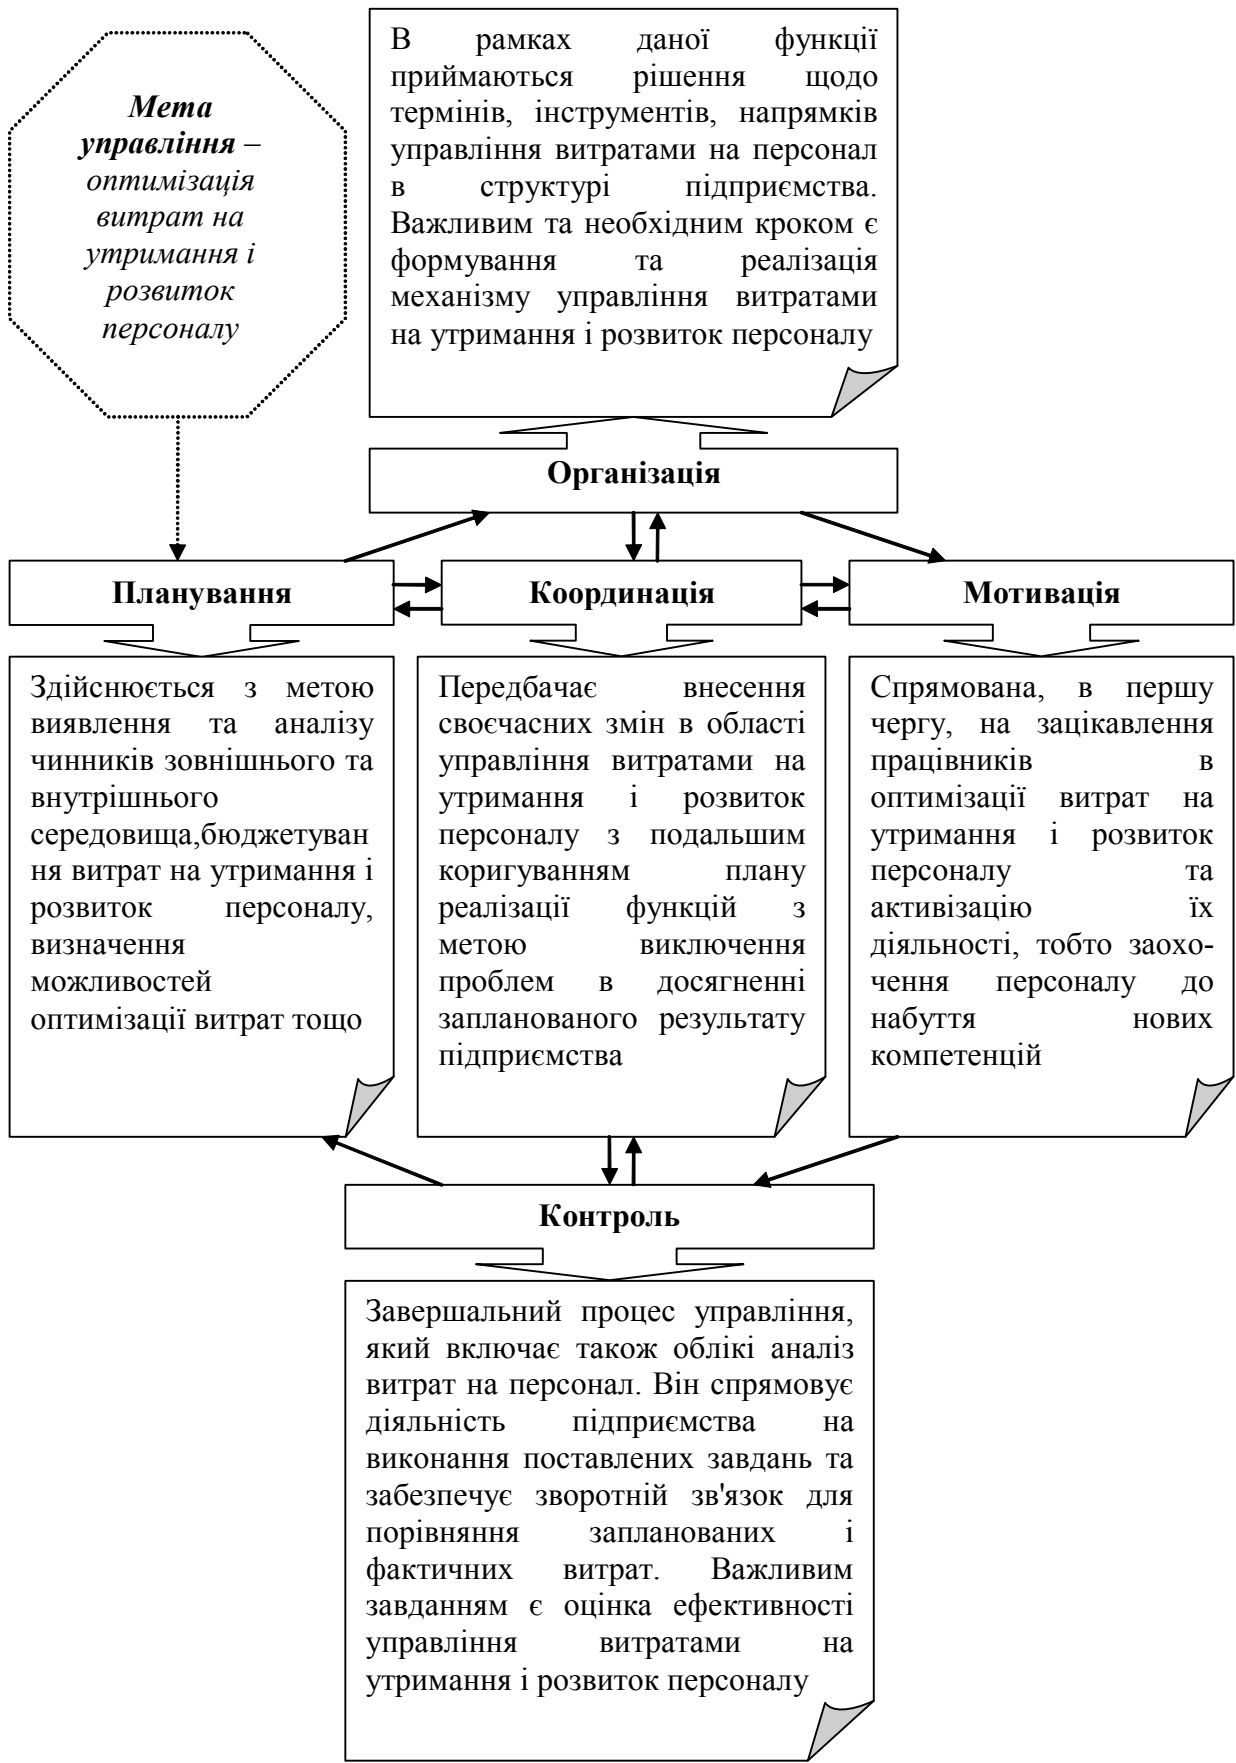 Мета
управління –
оптимізація
витрат на
утримання і
розвиток
персоналу
В рамках даної функції
приймаються рішення щодо
термінів, інструментів, напрямків
управління витратами на персонал
в структурі підприємства.
Важливим та необхідним кроком є
формування та реалізація
механізму управління витратами
на утримання і розвиток персоналу
Організація
Планування
Координація
Мотивація
Здійснюється з метою
виявлення та аналізу
чинників зовнішнього та
внутрішнього
середовища,бюджетуван
ня витрат на утримання і
розвиток персоналу,
визначення
можливостей
оптимізації витрат тощо
Передбачає внесення
своєчасних змін в області
управління витратами на
утримання і розвиток
персоналу з подальшим
коригуванням плану
реалізації функцій з
метою виключення
проблем в досягненні
запланованого результату
підприємства
Спрямована, в першу
чергу, на зацікавлення
працівників в
оптимізації витрат на
утримання і розвиток
персоналу та
активізацію їх
діяльності, тобто заохо-
чення персоналу до
набуття нових
компетенцій
Контроль
Завершальний процес управління,
який включає також облікі аналіз
витрат на персонал. Він спрямовує
діяльність підприємства на
виконання поставлених завдань та
забезпечує зворотній зв'язок для
порівняння запланованих і
фактичних витрат. Важливим
завданням є оцінка ефективності
управління витратами на
утримання і розвиток персоналу